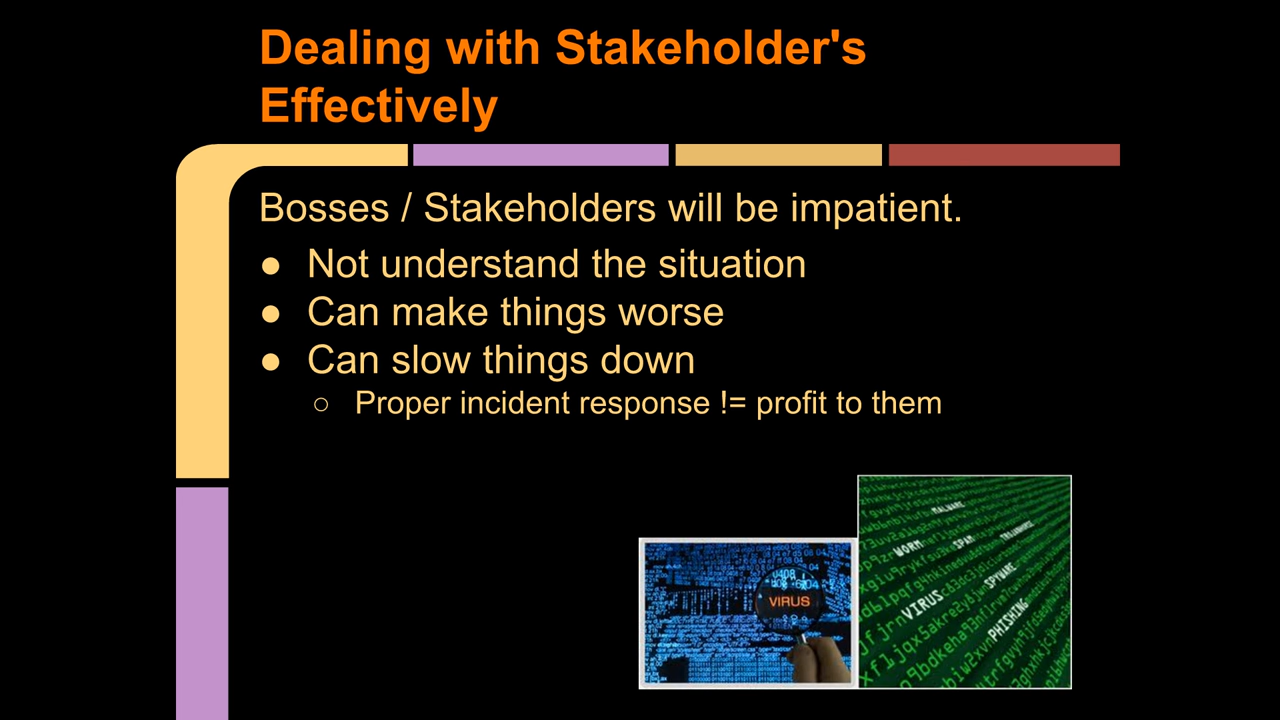 Dealing with Stakeholder's
Effectively
Bosses / Stakeholders will be impatient.
● Not understand the situation
● Can make things worse
● Can slow things down
○ Proper incident response != profit to them
VIRUS
MALWARE
WORM
SPAM
SPYWARE
VIRUS
PHISHING